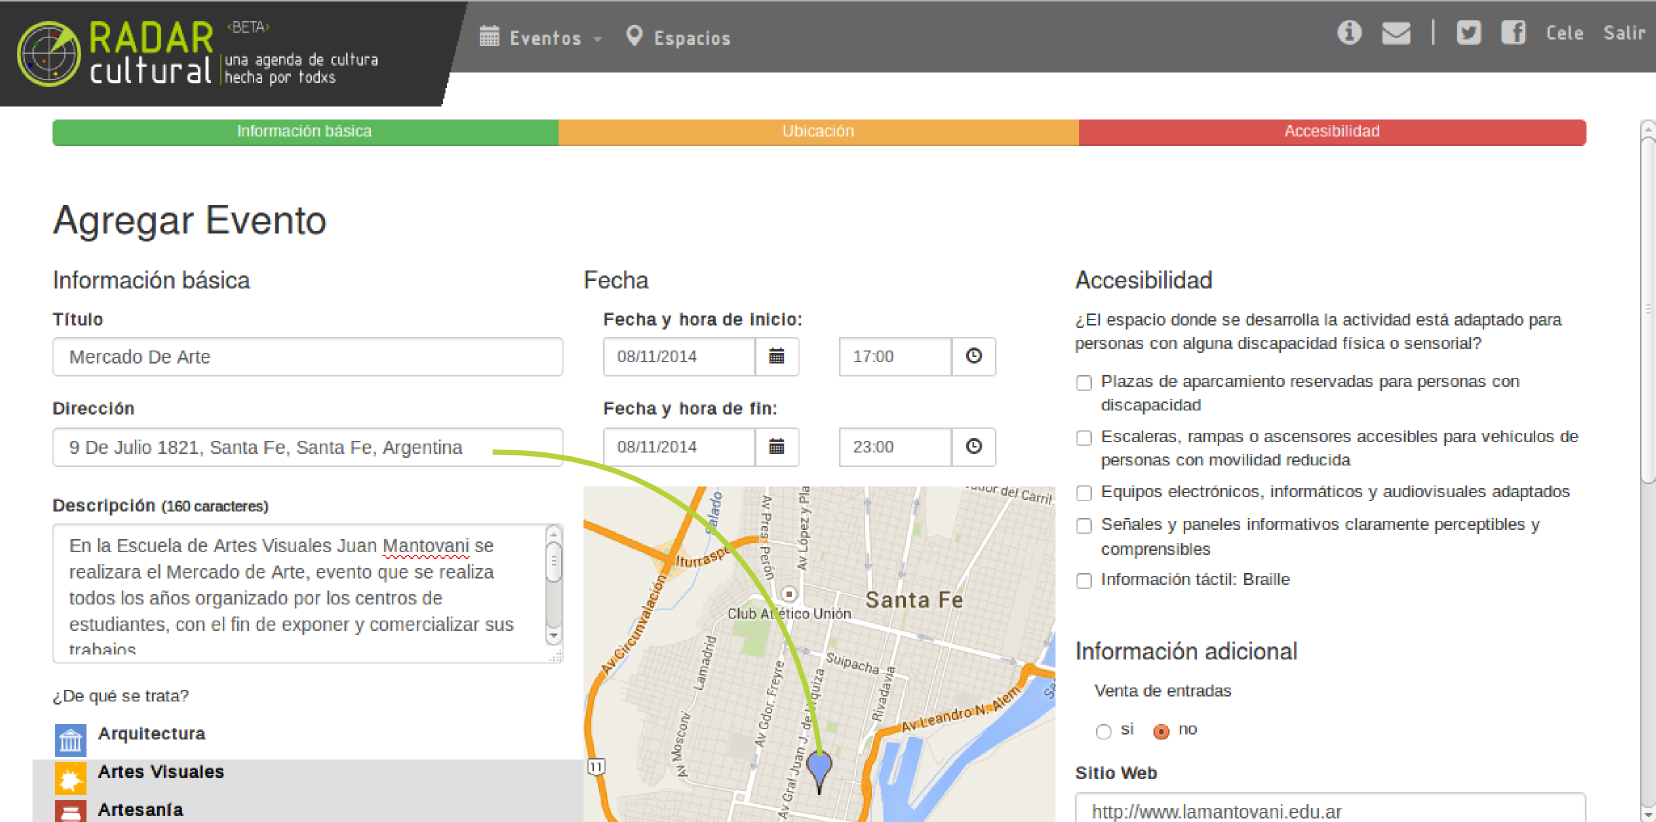 RADAR
cultural
<BETA>
una agenda de cultura
hecha por todxs
Eventos
Espacios
Cele
Salir
Información básica
Ubicación
Accesibilidad
Agregar Evento
Información básica
Título
Mercado De Arte
Dirección
9 De Julio 1821, Santa Fe, Santa Fe, Argentina
Descripción (160 caracteres)
En la Escuela de Artes Visuales Juan Mantovani se
realizara el Mercado de Arte, evento que se realiza
todos los años organizado por los centros de
estudiantes, con el fin de exponer y comercializar sus
trabajos
¿De qué se trata?
Arquitectura
Artes Visuales
Artesanía
Fecha
Fecha y hora de inicio:
08/11/2014
17:00
Fecha y hora de fin:
08/11/2014
23:00
Salado
Av Pres. Perón
Av López y Pla
dor del Carril
Iturraspe
Av Circunvalación
Club Atlético Unión
Santa Fe
Lamadrid
Suipacha
Av Gdor. Freyre
Av Gral Juan J. de Urquiza
Rivadavia
Av Mosconi
Av Leandro N. Alem
11
Accesibilidad
¿El espacio donde se desarrolla la actividad está adaptado para
personas con alguna discapacidad física o sensorial?
Plazas de aparcamiento reservadas para personas con
discapacidad
Escaleras, rampas o ascensores accesibles para vehículos de
personas con movilidad reducida
Equipos electrónicos, informáticos y audiovisuales adaptados
Señales y paneles informativos claramente perceptibles y
comprensibles
Información táctil: Braille
Información adicional
Venta de entradas
si
no
Sitio Web
http://www.lamantovani.edu.ar